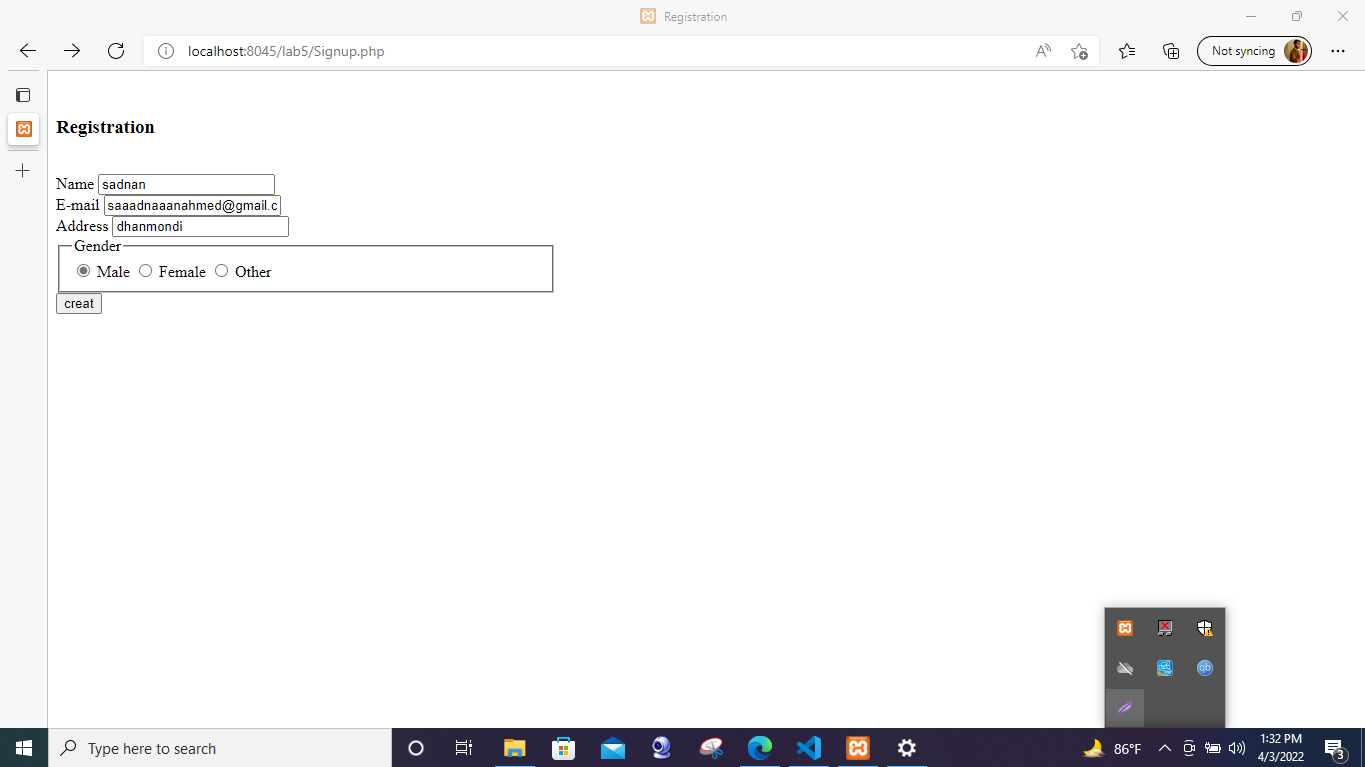 Registration
localhost:8045/lab5/Signup.php
Not syncing
Registration
Name sadnan
E-mail saaadnaaanahmed@gmail.c
Address dhanmondi
Gender
Male Female Other
creat
qb
Type here to search
86°F
1:32 PM
4/3/2022
3